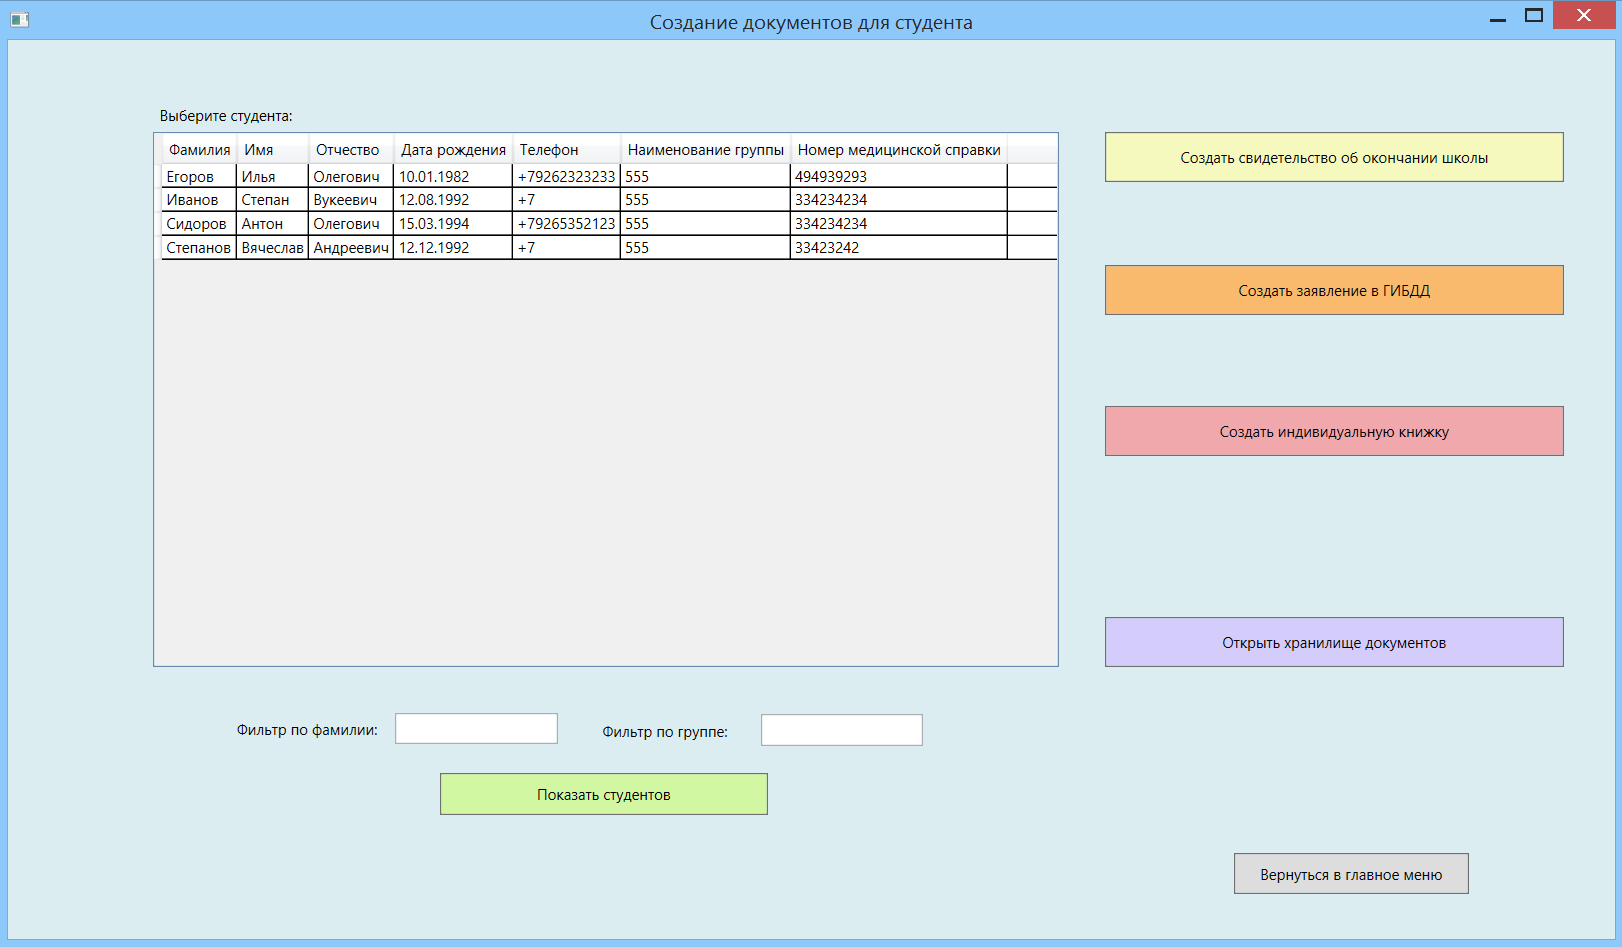 Создание документов для студента
Выберите студента:
Фамилия Имя Отчество Дата рождения Телефон Наименование группы Номер медицинской справки
Егоров Илья Олегович 10.01.1982 +79262323233 555 494939293
Иванов Степан Вукеевич 12.08.1992 +7 555 334234234
Сидоров Антон Олегович 15.03.1994 +79265352123 555 334234234
Степанов Вячеслав Андреевич 12.12.1992 +7 555 33423242
Создать свидетельство об окончании школы
Создать заявление в ГИБДД
Создать индивидуальную книжку
Открыть хранилище документов
Фильтр по фамилии:
Фильтр по группе:
Показать студентов
Вернуться в главное меню